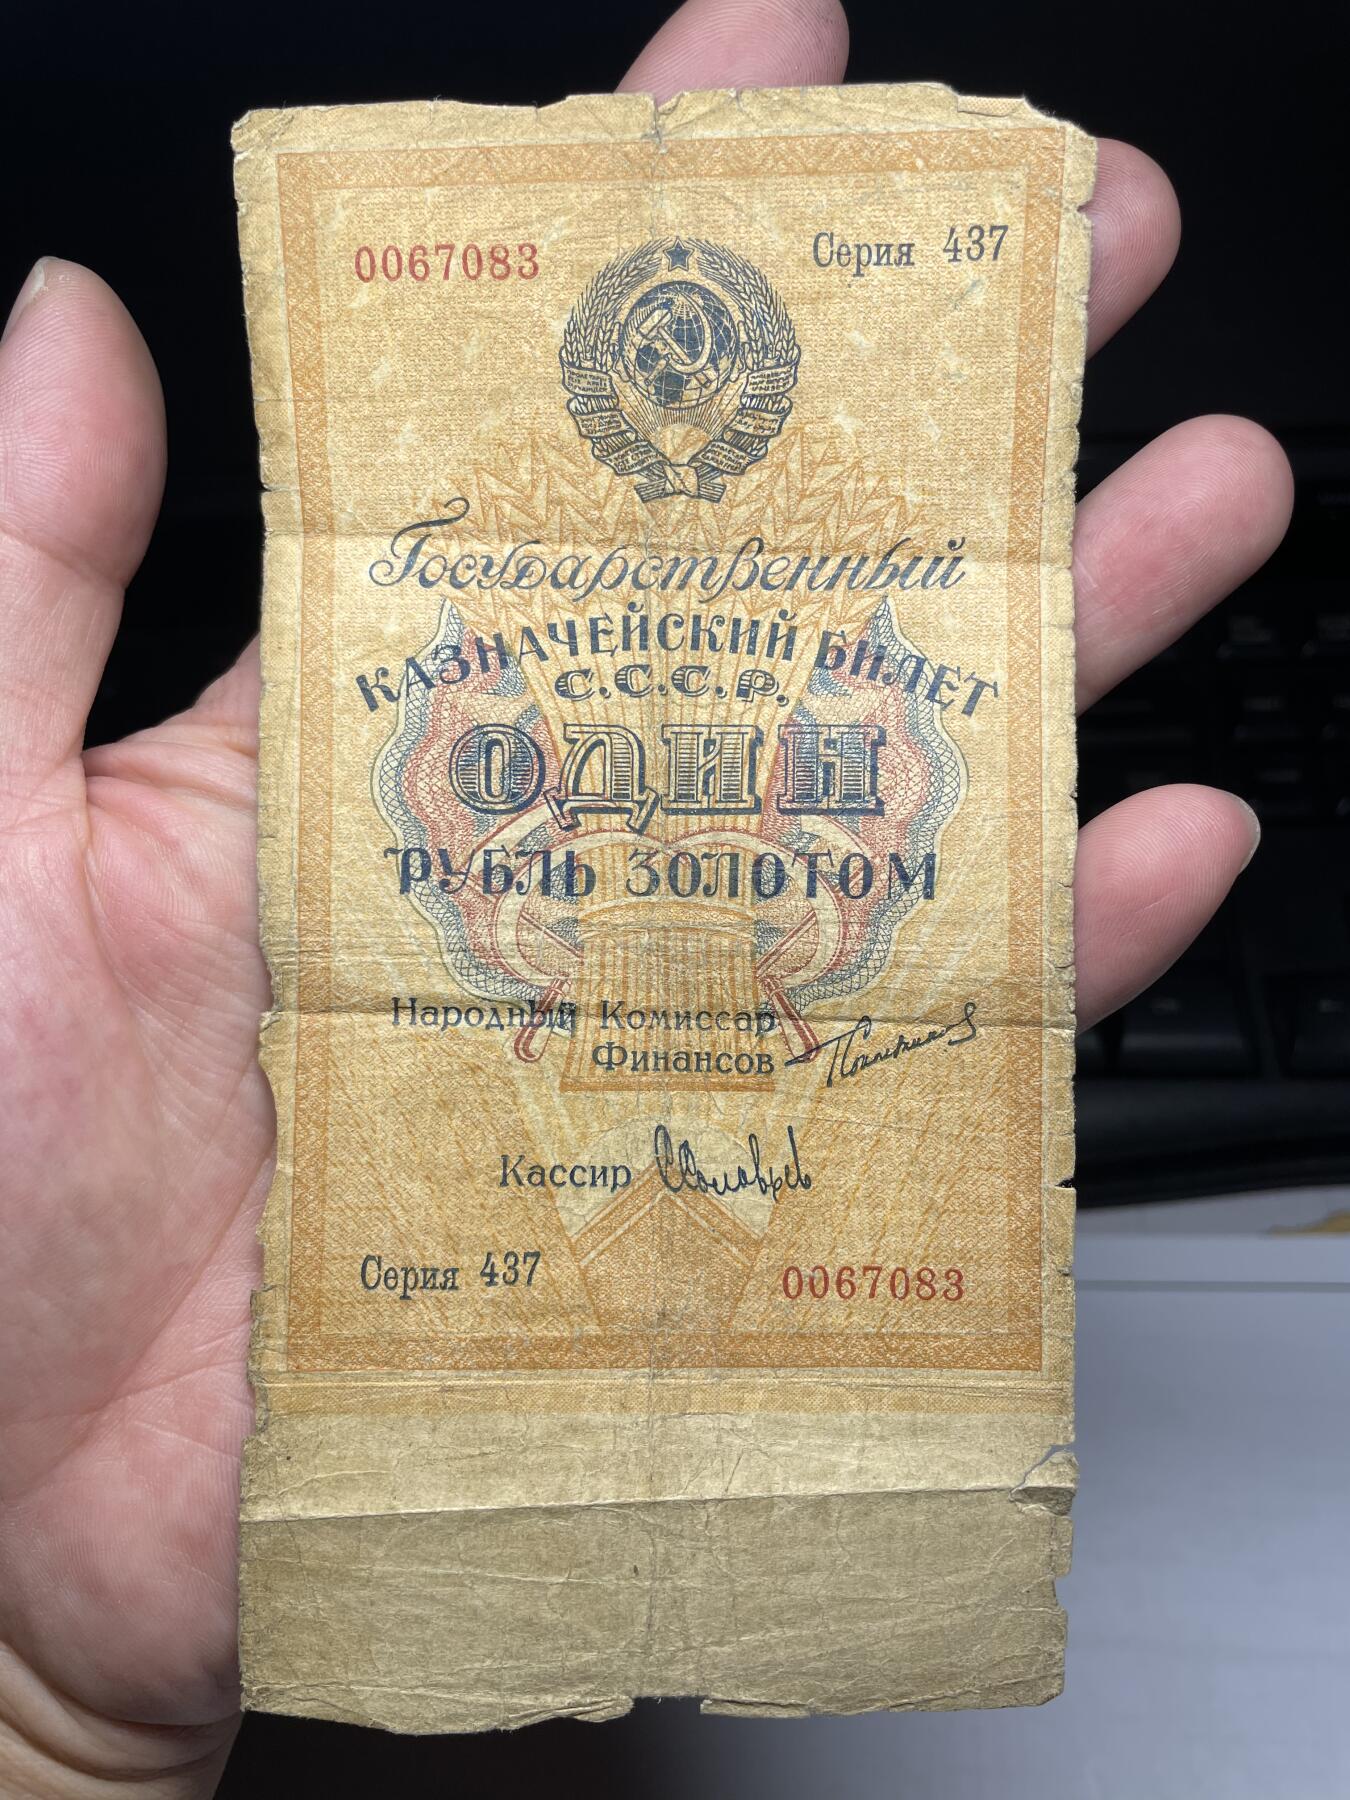 0067083 Серия 437
Государственный
КАЗНАЧЕЙСКИЙ БИЛЕТ
С.С.С.Р.
ОДИН
РУБЛЬ ЗОЛОТОМ
Народный Комиссар
Финансов
Кассир
Серия 437 0067083